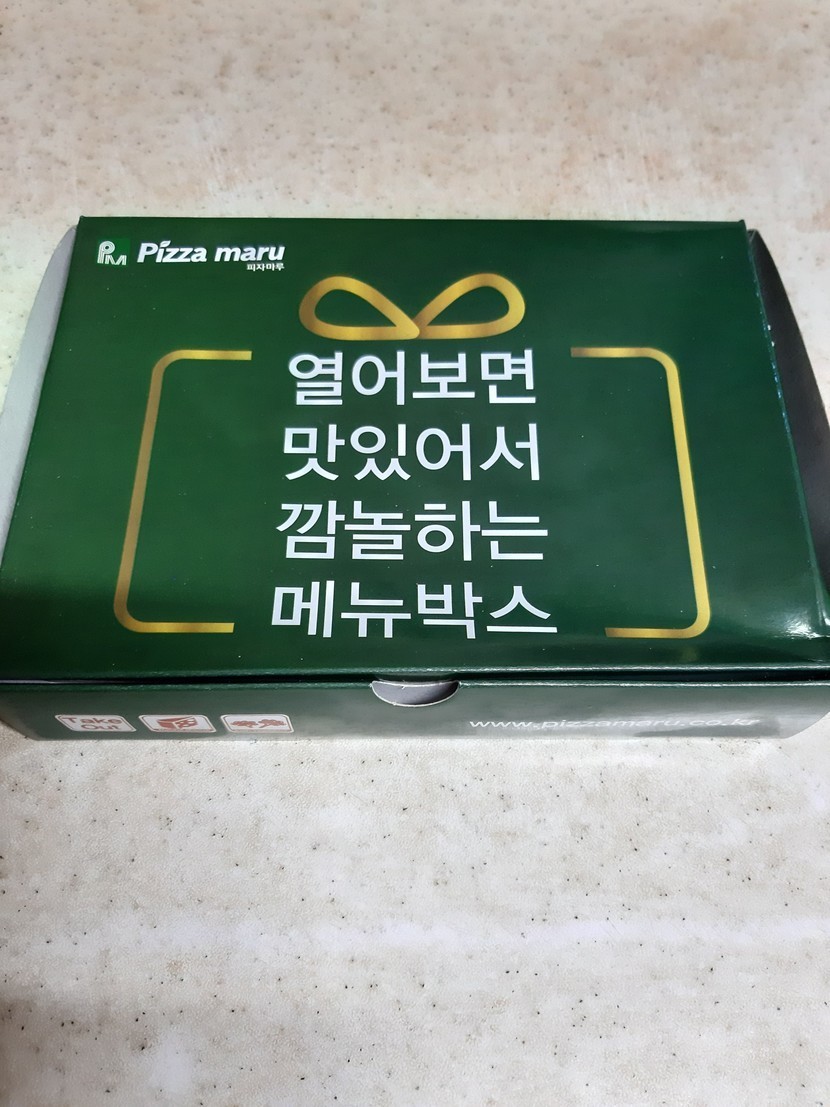 PM Pizza maru
피자마루
열어보면
맛있어서
깜놀하는
메뉴박스
Take
Out
www.pizzamaru.co.kr